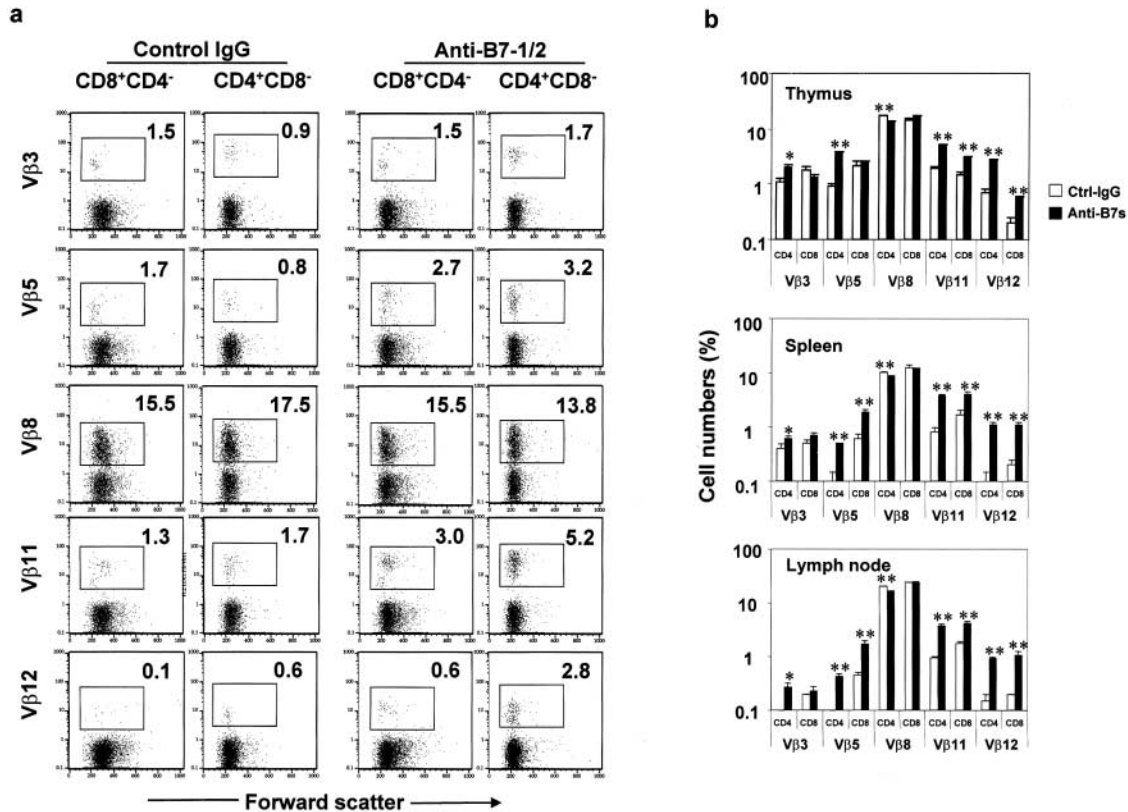 a
Control IgG
Anti-B7-1/2
CD8⁺CD4⁻
CD4⁺CD8⁻
CD8⁺CD4⁻
CD4⁺CD8⁻
Vβ3
1.5
0.9
1.5
1.7
Vβ5
1.7
0.8
2.7
3.2
Vβ8
15.5
17.5
15.5
13.8
Vβ11
1.3
1.7
3.0
5.2
Vβ12
0.1
0.6
0.6
2.8
Forward scatter
b
Thymus
100
10
1
0.1
* ** ** ** ** ** **
CD4 CD8 CD4 CD8 CD4 CD8 CD4 CD8 CD4 CD8
Vβ3 Vβ5 Vβ8 Vβ11 Vβ12
Ctrl-IgG
Anti-B7s
Cell numbers (%)
Spleen
100
10
1
0.1
* ** ** ** ** ** ** **
CD4 CD8 CD4 CD8 CD4 CD8 CD4 CD8 CD4 CD8
Vβ3 Vβ5 Vβ8 Vβ11 Vβ12
Lymph node
100
10
1
0.1
* ** ** ** ** ** ** **
CD4 CD8 CD4 CD8 CD4 CD8 CD4 CD8 CD4 CD8
Vβ3 Vβ5 Vβ8 Vβ11 Vβ12